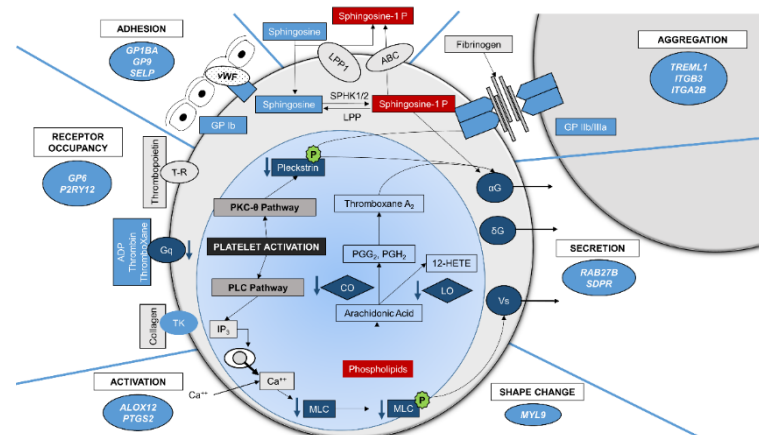 ADHESION
GP1BA
GP9
SELP
Sphingosine
Sphingosine-1 P
LPP1
ABC
Fibrinogen
AGGREGATION
TREML1
ITGB3
ITGA2B
vWF
GP Ib
Sphingosine
SPHK1/2
LPP
Sphingosine-1 P
GP IIb/IIIa
RECEPTOR
OCCUPANCY
GP6
P2RY12
Thrombopoietin
T-R
P
Pleckstrin
PKC-θ Pathway
Thromboxane A2
αG
δG
Vs
PLATELET ACTIVATION
PGG2, PGH2
12-HETE
ADP
Thrombin
ThromboXane
Gq
SECRETION
RAB27B
SDPR
PLC Pathway
CO
LO
Arachidonic Acid
Collagen
TK
IP3
Phospholipids
Ca++
Ca++
MLC
MLC
P
ACTIVATION
ALOX12
PTGS2
SHAPE CHANGE
MYL9